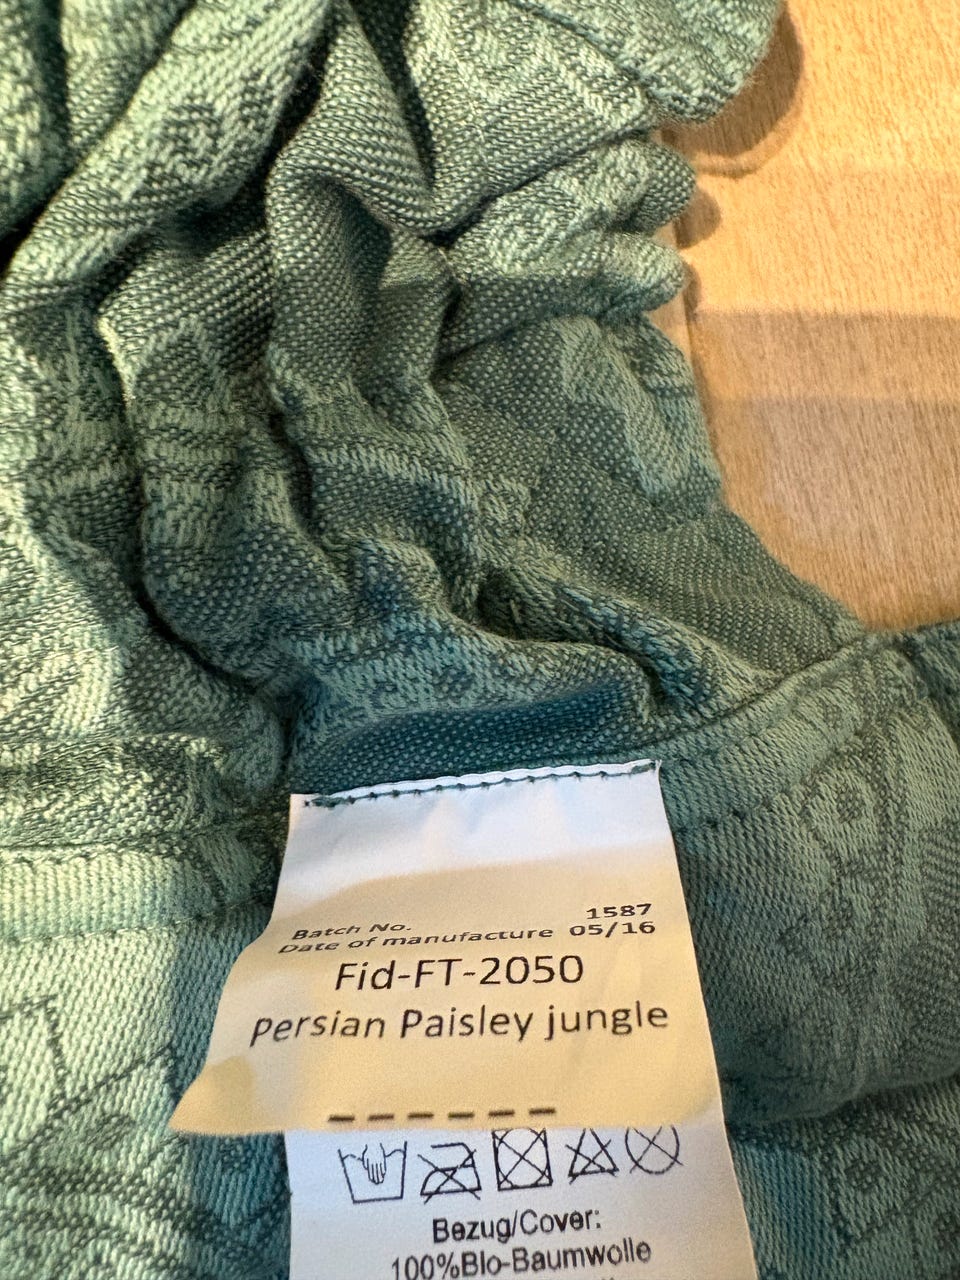 Batch No. 1587
Date of manufacture 05/16
Fid-FT-2050
Persian Paisley jungle
Bezug/Cover:
100%Bio-Baumwolle